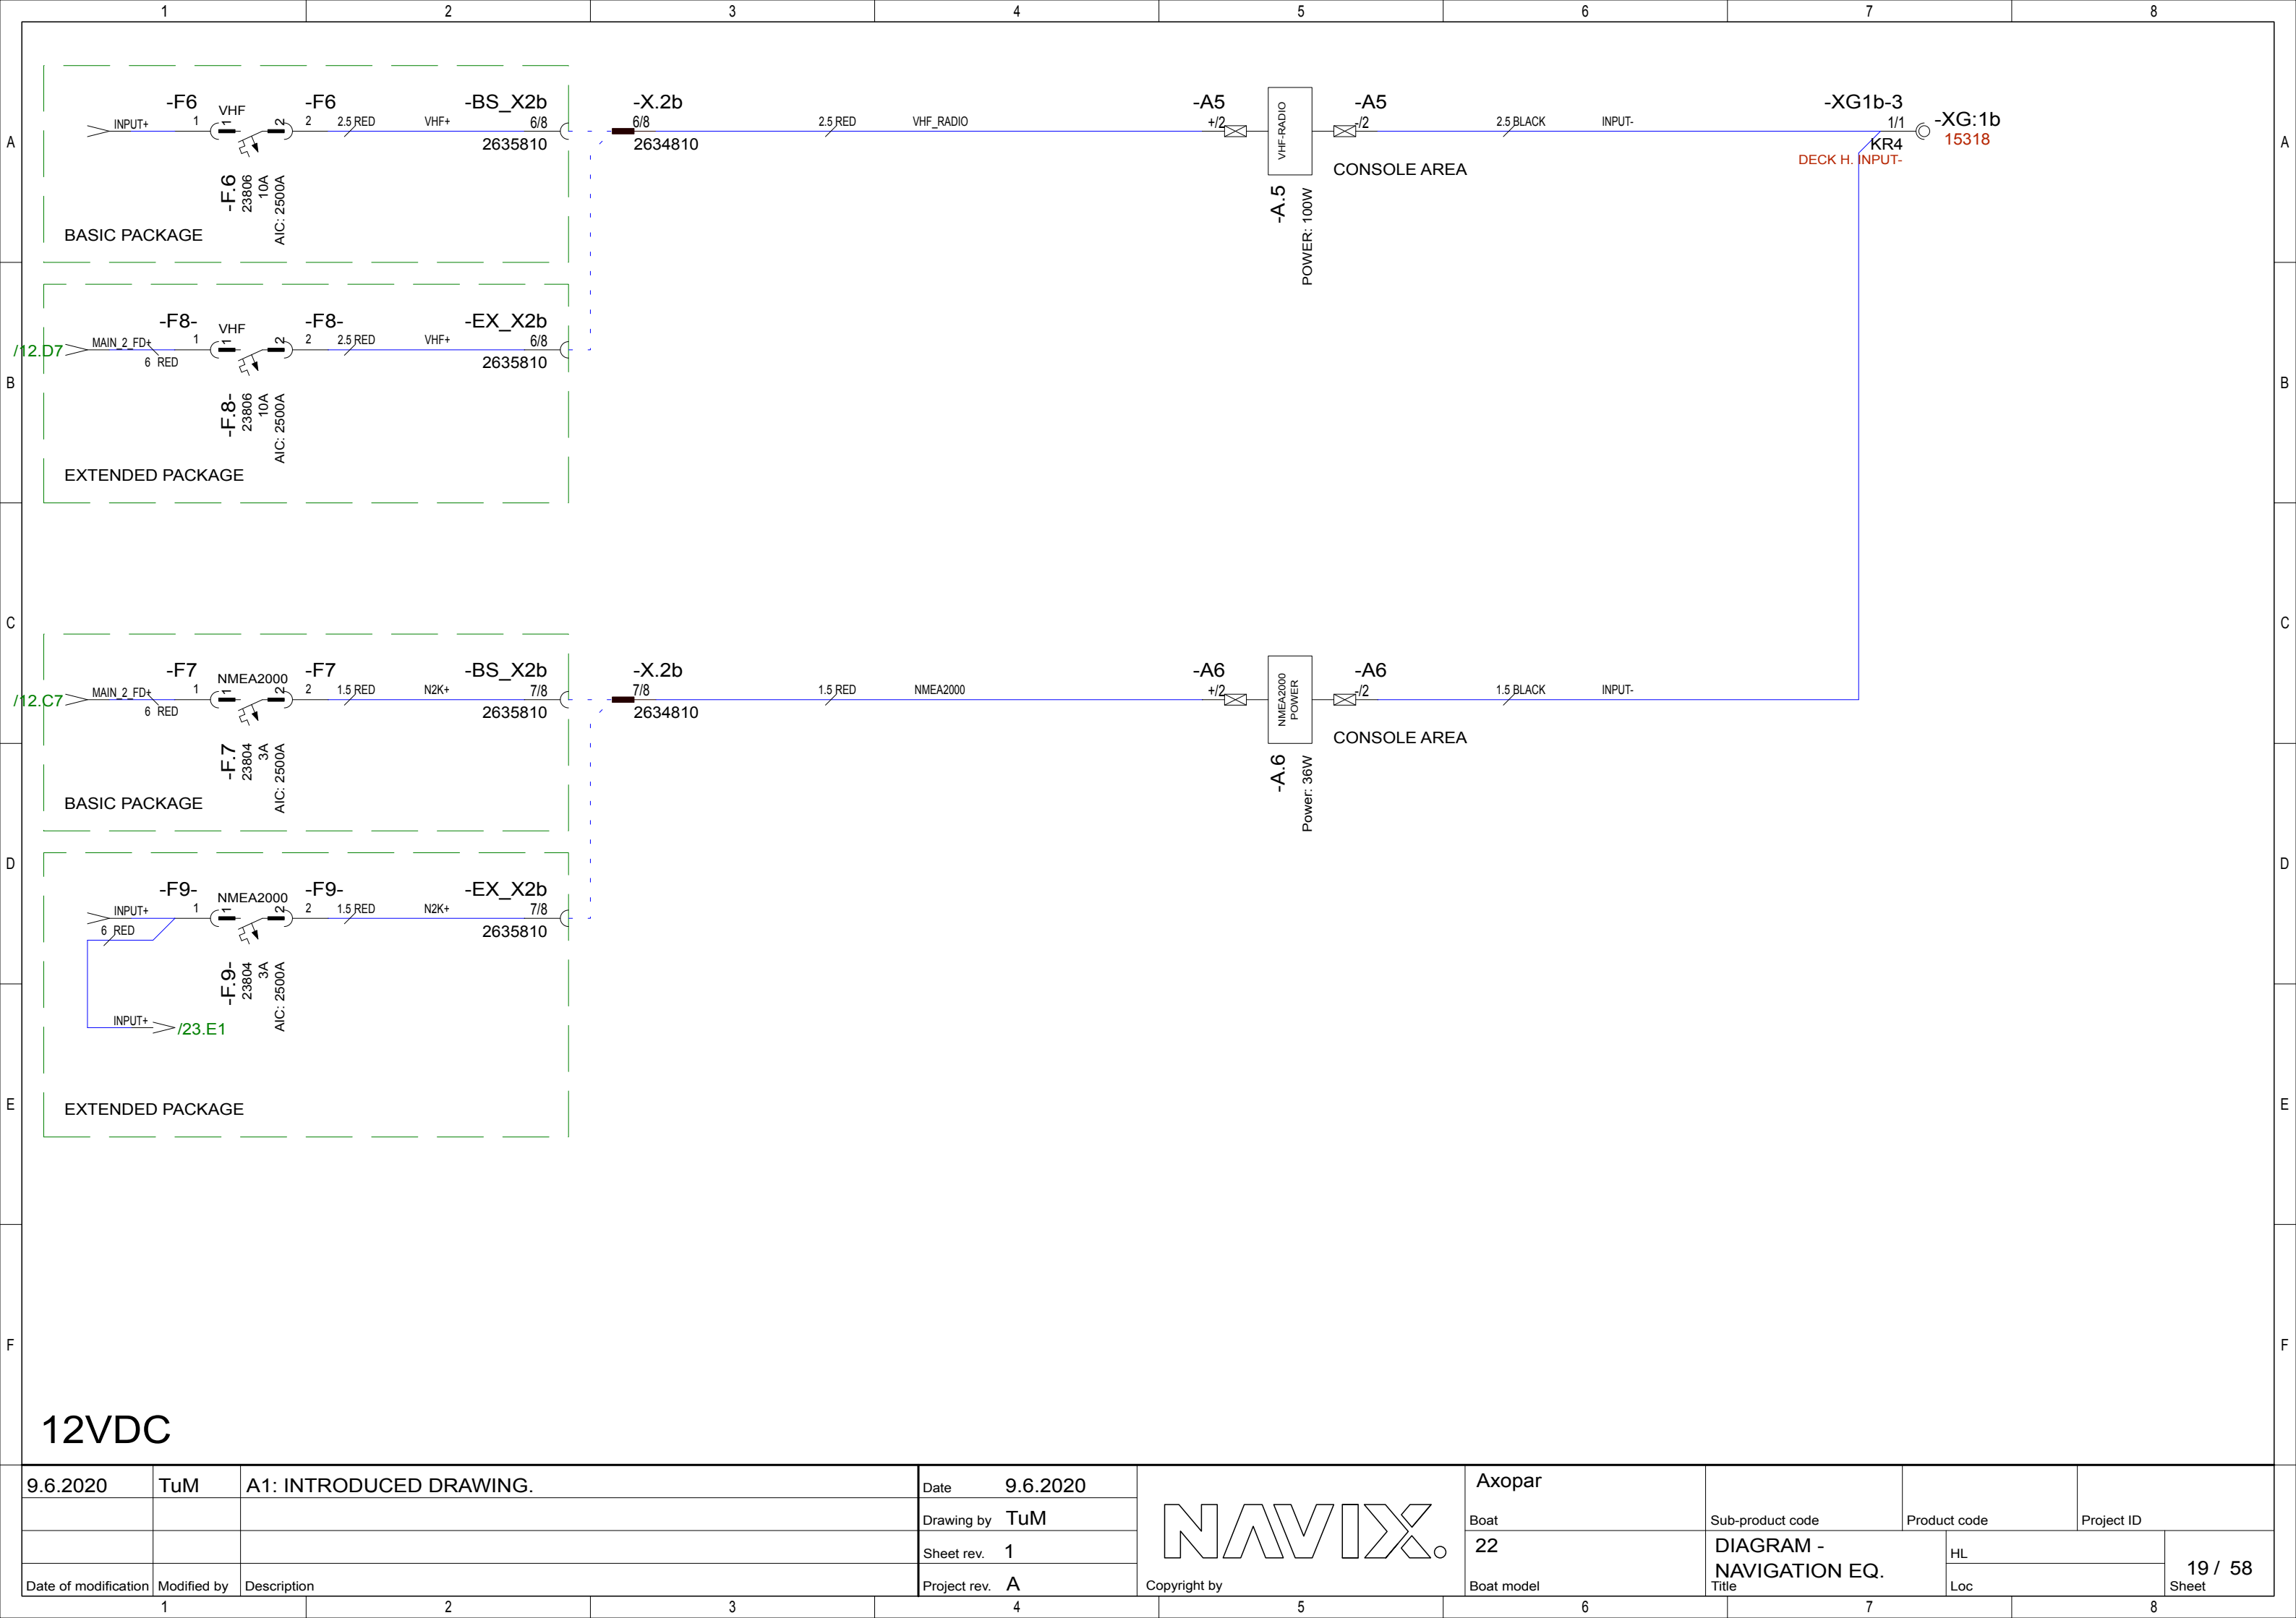 1 2 3 4 5 6 7 8
A
-F6 VHF -F6 -BS_X2b -X.2b -A5 -A5 -XG1b-3
INPUT+ 1 1 2 2 2.5 RED VHF+ 6/8 6/8 2.5 RED VHF_RADIO +/2 VHF-RADIO -/2 2.5 BLACK INPUT- 1/1 -XG:1b
2635810 2634810 KR4 15318
DECK H. INPUT-
CONSOLE AREA
-F.6
23806
10A
AIC: 2500A
-A.5
POWER: 100W
BASIC PACKAGE
A
B
-F8- VHF -F8- -EX_X2b
/12.D7 MAIN_2_FD+ 1 1 2 2 2.5 RED VHF+ 6/8
6 RED 2635810
-F.8-
23806
10A
AIC: 2500A
EXTENDED PACKAGE
B
C
-F7 NMEA2000 -F7 -BS_X2b -X.2b -A6 -A6
/12.C7 MAIN_2_FD+ 1 1 2 2 1.5 RED N2K+ 7/8 7/8 1.5 RED NMEA2000 +/2 NMEA2000 POWER -/2 1.5 BLACK INPUT-
6 RED 2635810 2634810
CONSOLE AREA
-F.7
23804
3A
AIC: 2500A
-A.6
Power: 36W
BASIC PACKAGE
C
D
-F9- NMEA2000 -F9- -EX_X2b
INPUT+ 1 1 2 2 1.5 RED N2K+ 7/8
6 RED 2635810
-F.9-
23804
3A
AIC: 2500A
INPUT+ /23.E1
EXTENDED PACKAGE
D
E
E
F
F
12VDC
9.6.2020 TuM A1: INTRODUCED DRAWING.
Date of modification Modified by Description
Date 9.6.2020
Drawing by TuM
Sheet rev. 1
Project rev. A
NAVIX.
Copyright by
Axopar
Boat
22
Boat model
Sub-product code Product code Project ID
DIAGRAM -
NAVIGATION EQ.
Title
HL
Loc
19 / 58
Sheet
1 2 3 4 5 6 7 8